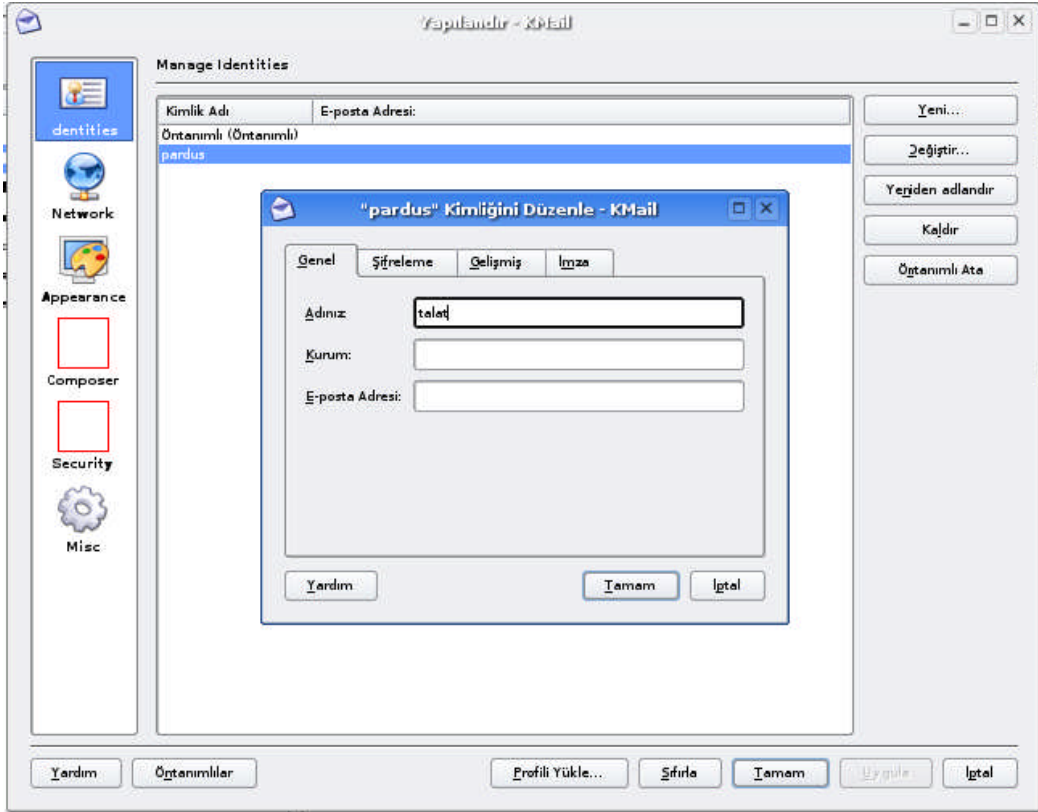 Yapılandır - KMail
Manage Identities
dentities
Network
Appearance
Composer
Security
Misc
Kimlik Adı E-posta Adresi:
Öntanımlı (Öntanımlı)
pardus
Yeni...
Değiştir...
Yeniden adlandır
Kaldır
Öntanımlı Ata
"pardus" Kimliğini Düzenle - KMail
Genel Şifreleme Gelişmiş İmza
Adınız
talat
Kurum:
E-posta Adresi:
Yardım Tamam İptal
Yardım Öntanımlılar Profili Yükle... Sıfırla Tamam Uygula İptal